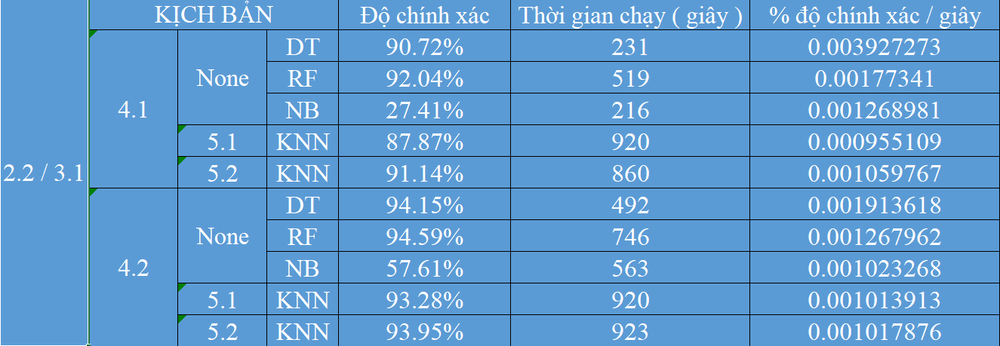 KỊCH BẢN Độ chính xác Thời gian chạy ( giây ) % độ chính xác / giây
2.2 / 3.1 4.1 None DT 90.72% 231 0.003927273
RF 92.04% 519 0.00177341
NB 27.41% 216 0.001268981
5.1 KNN 87.87% 920 0.000955109
5.2 KNN 91.14% 860 0.001059767
4.2 None DT 94.15% 492 0.001913618
RF 94.59% 746 0.001267962
NB 57.61% 563 0.001023268
5.1 KNN 93.28% 920 0.001013913
5.2 KNN 93.95% 923 0.001017876